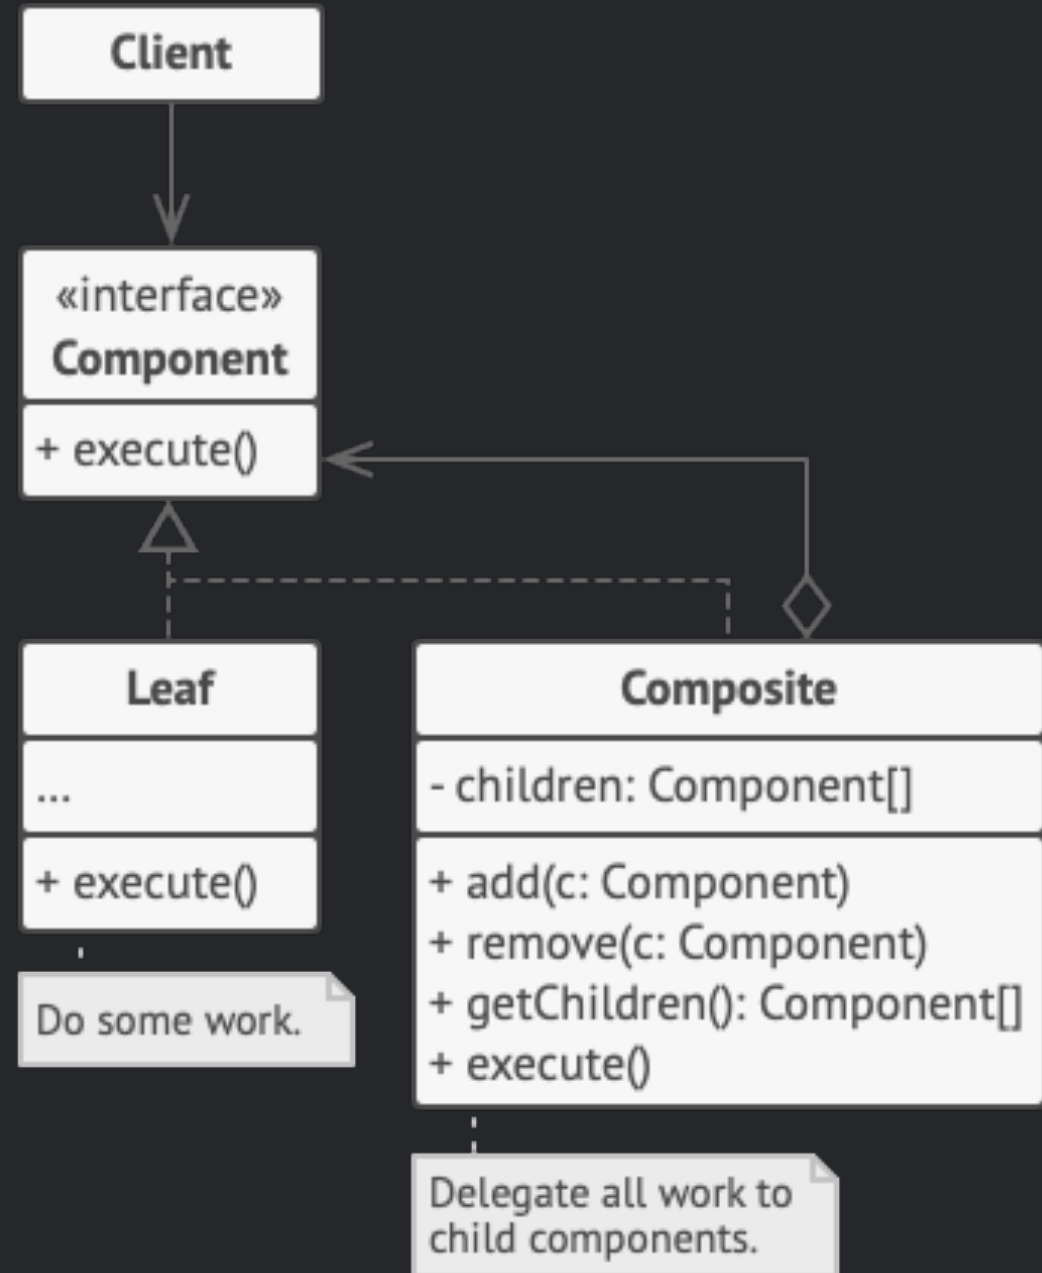 Client
«interface»
Component
+ execute()
Leaf
...
+ execute()
Do some work.
Composite
- children: Component[]
+ add(c: Component)
+ remove(c: Component)
+ getChildren(): Component[]
+ execute()
Delegate all work to
child components.